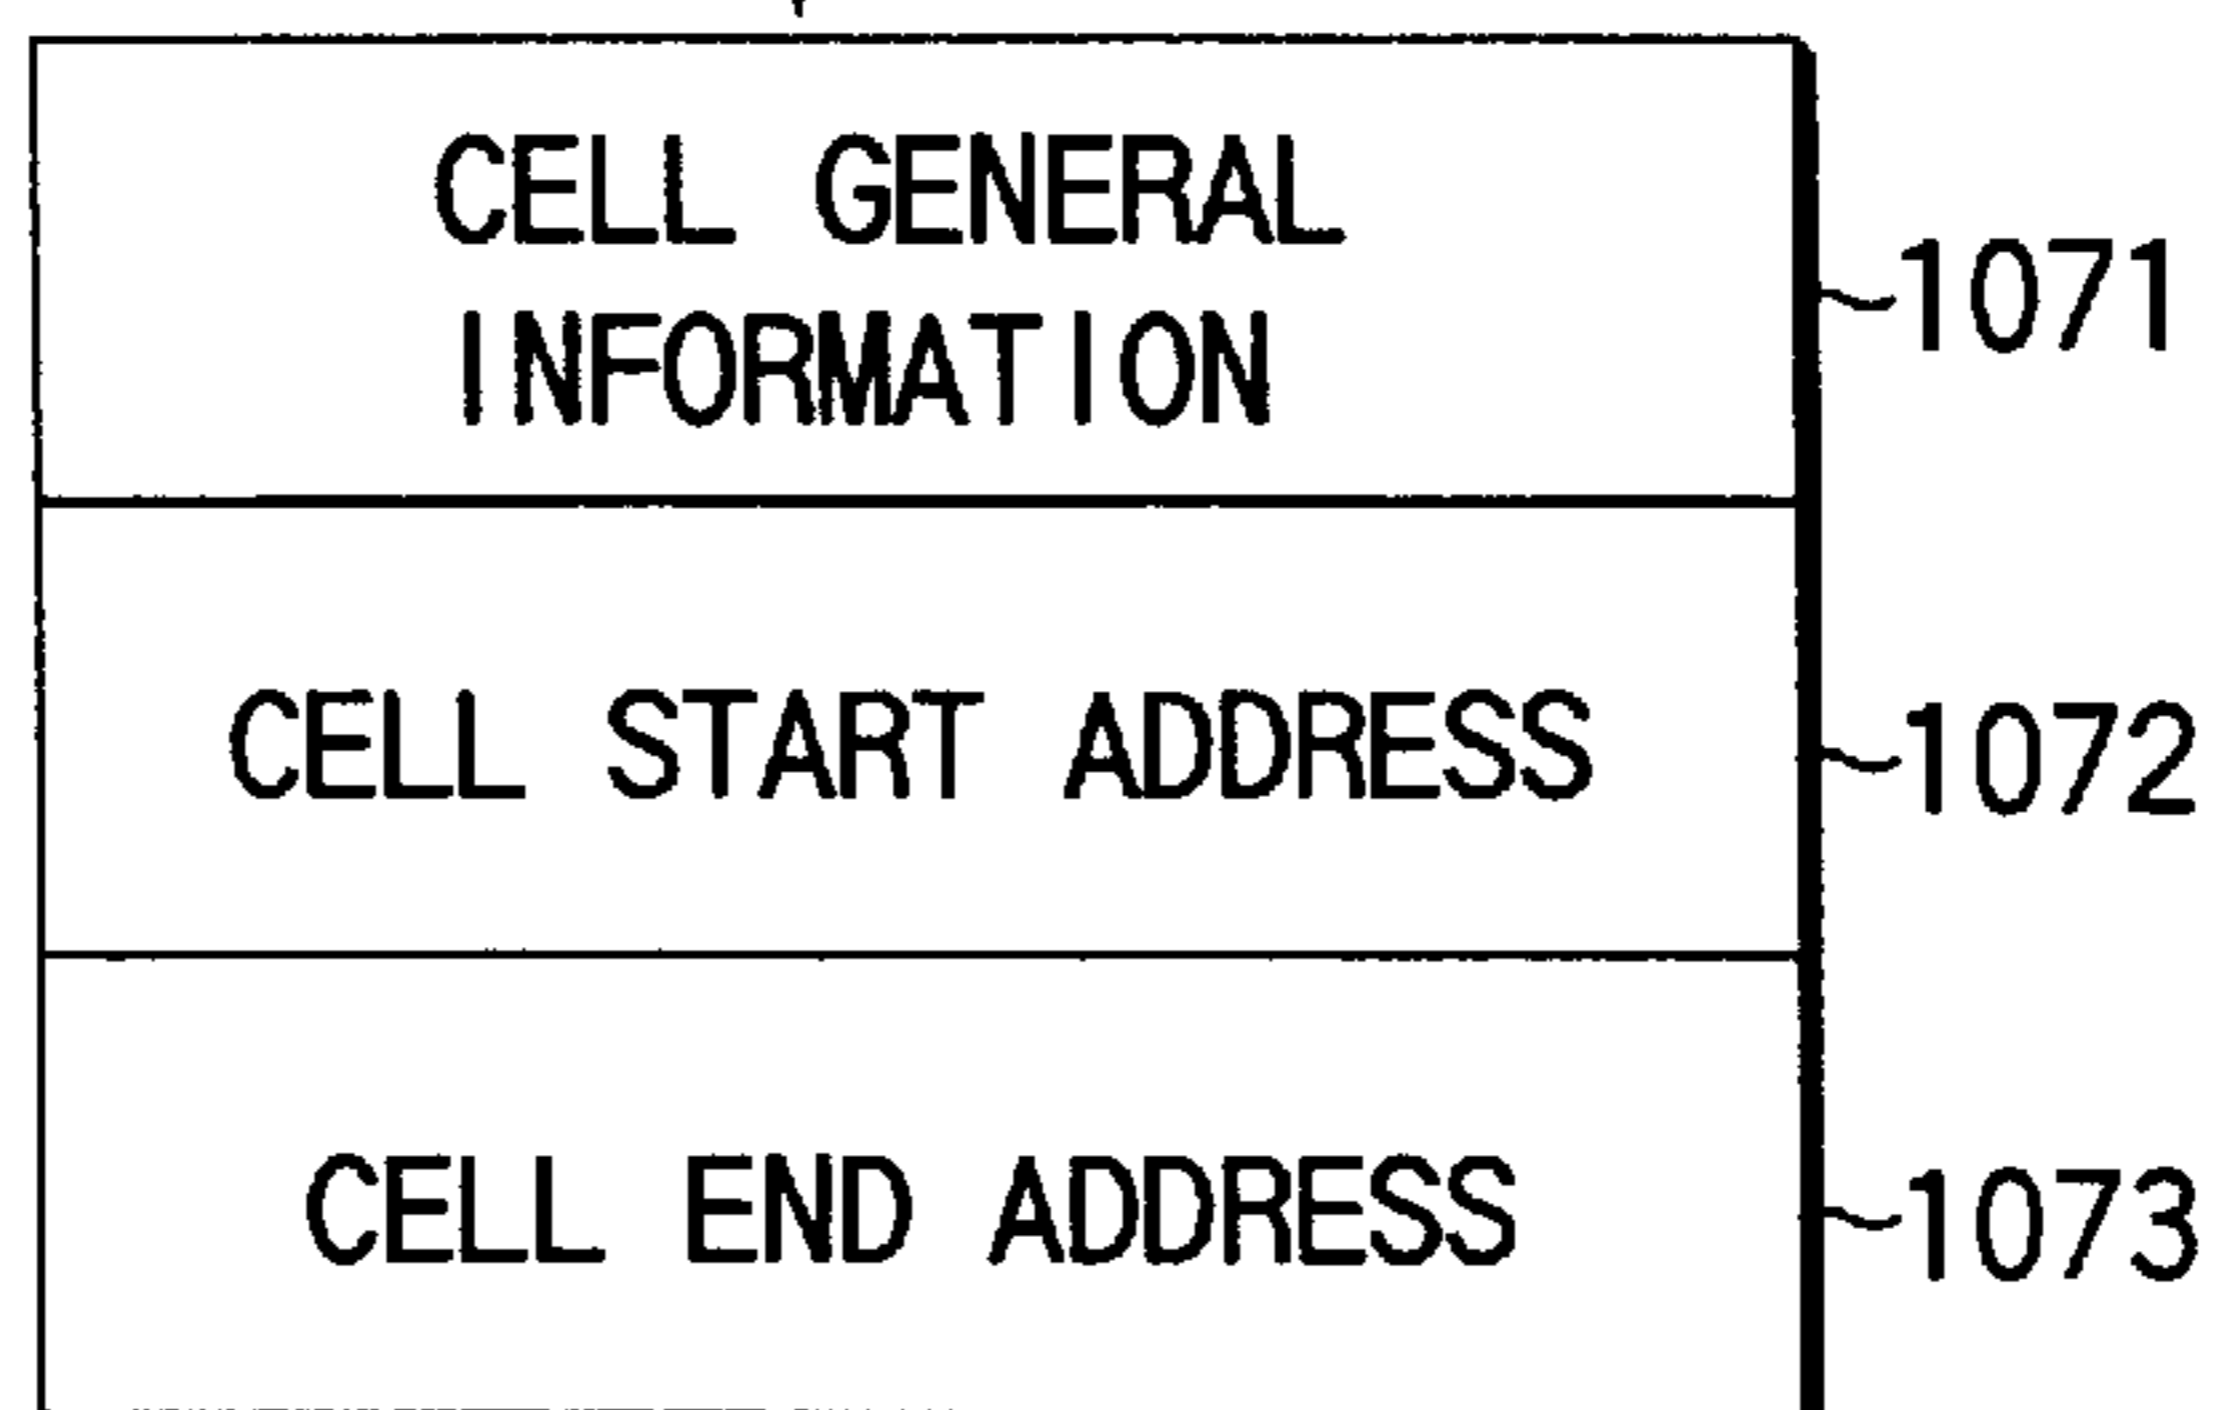 CELL GENERAL
INFORMATION
1071
CELL START ADDRESS
1072
CELL END ADDRESS
1073